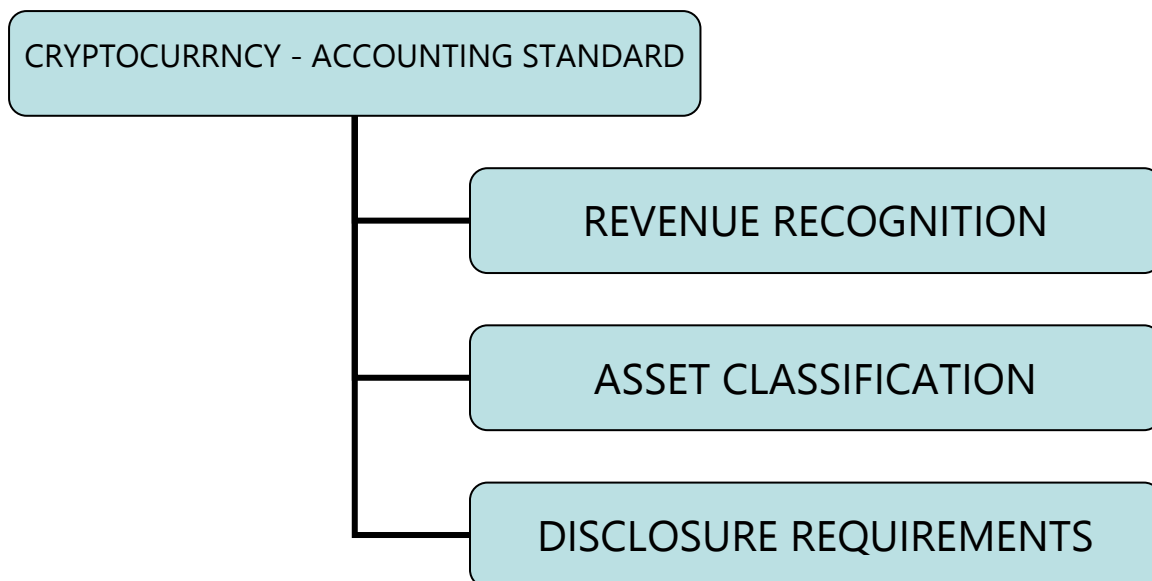 CRYPTOCURRNCY - ACCOUNTING STANDARD
REVENUE RECOGNITION
ASSET CLASSIFICATION
DISCLOSURE REQUIREMENTS